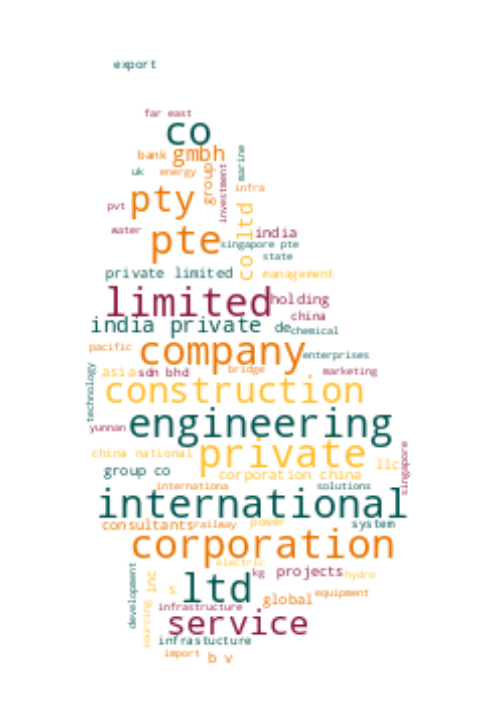 export
far east
co
bank gmbh
marine
uk energy
group
investment
infra
pty
pvt
co ltd
water
pte
india
singapore pte
state
private limited
management
limited
holding
china
india private
de
chemical
pacific
company
enterprises
asia
sdn bhd
bridge
marketing
technology
construction
engineering
yunnan
china national
private
llc
singapore
group co
corporation china
internationa
solutions
international
consultants
railway
power
system
corporation
electric
kg
projects
hydro
development
inc
s
ltd
global
equipment
sourcing
infrastructure
service
infrastucture
import
b v